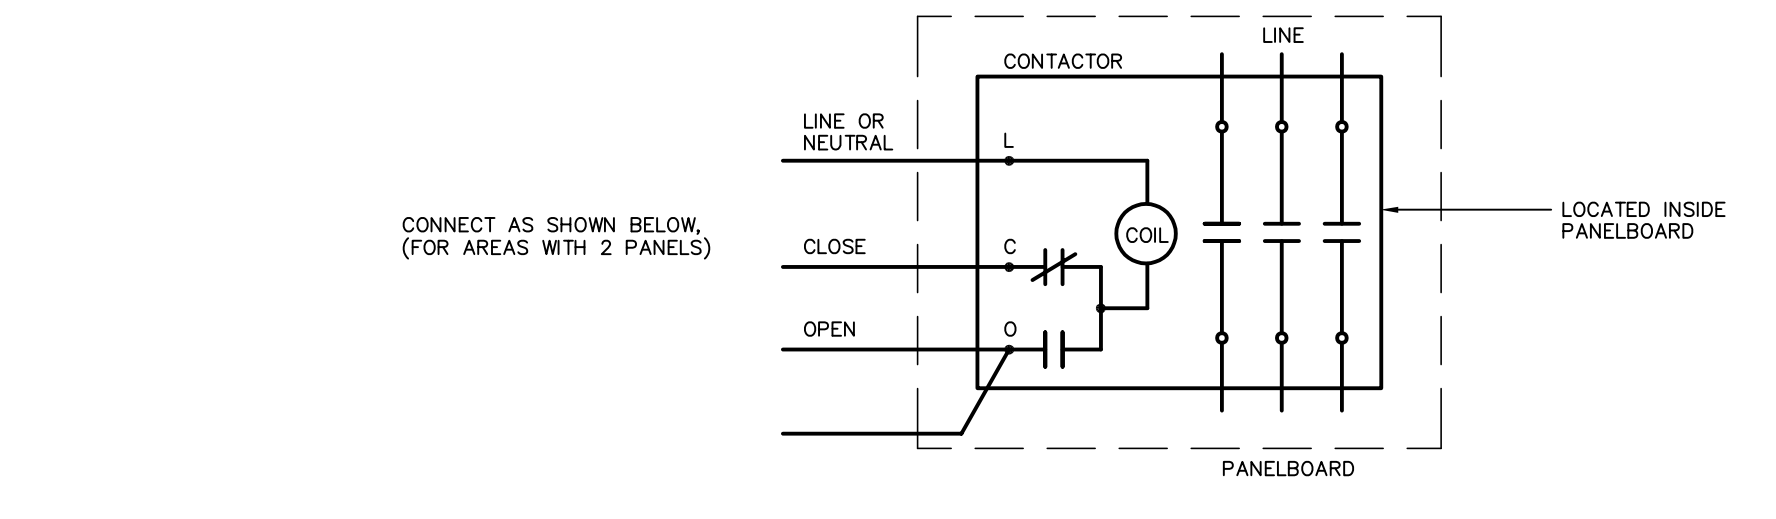 LINE
CONTACTOR
LINE OR
NEUTRAL
L
CONNECT AS SHOWN BELOW,
(FOR AREAS WITH 2 PANELS)
LOCATED INSIDE
PANELBOARD
COIL
CLOSE
C
OPEN
O
PANELBOARD